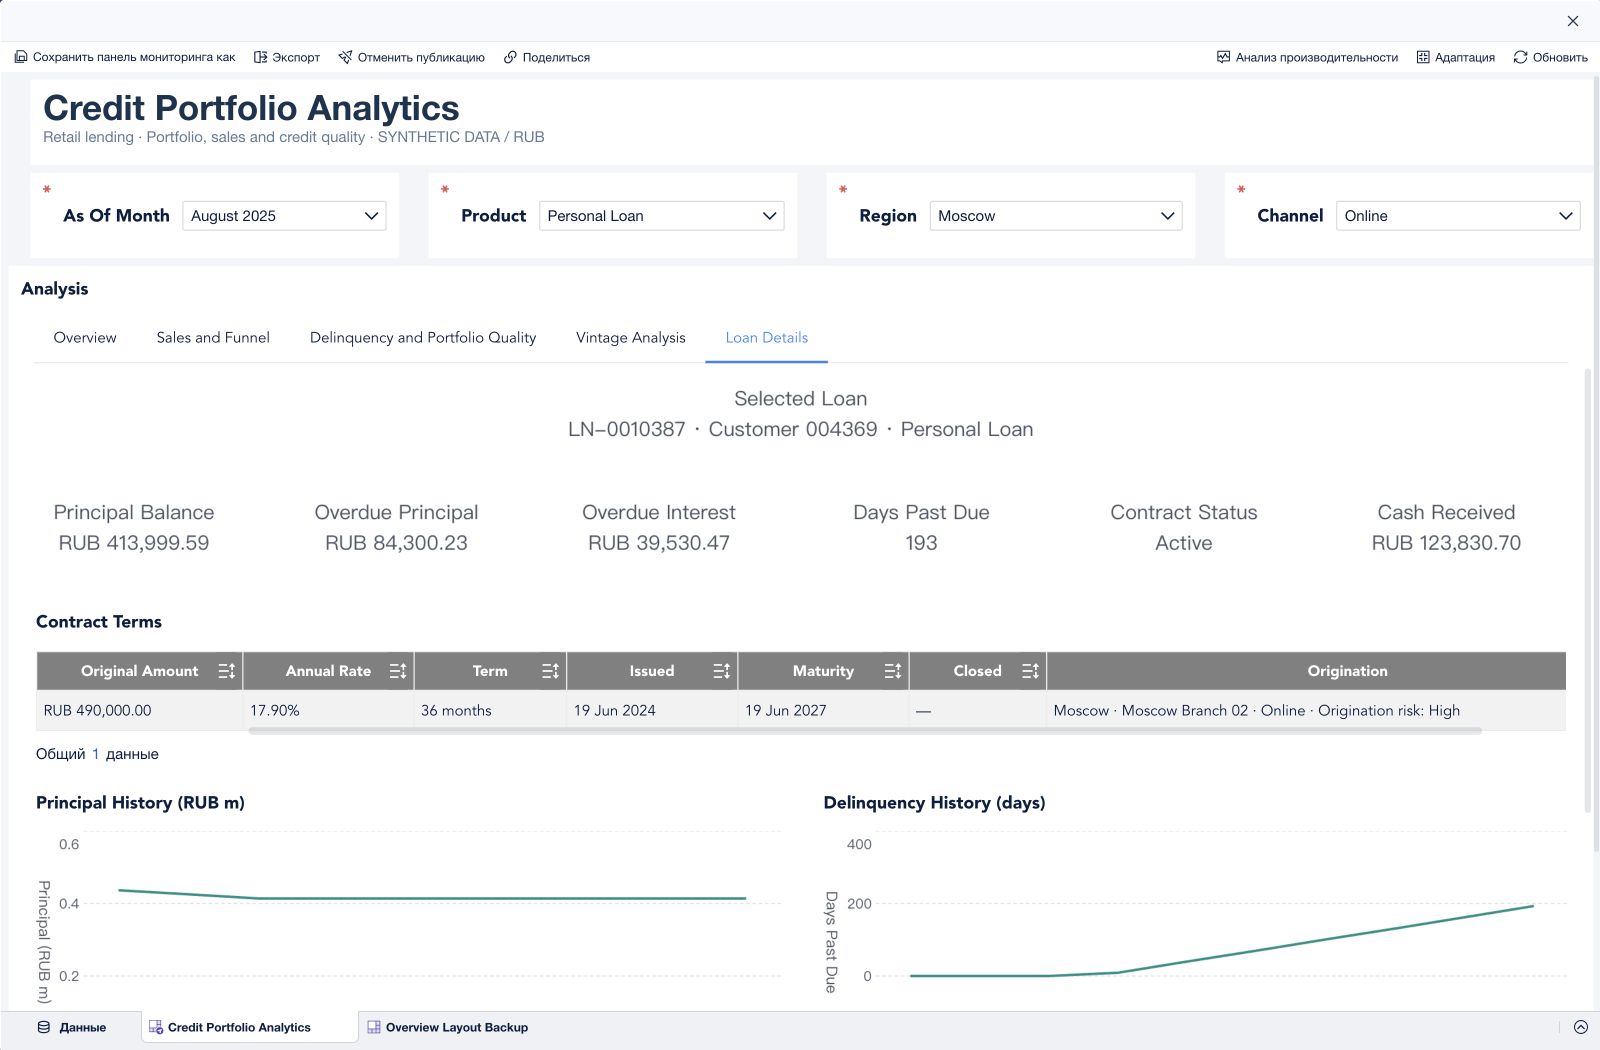 Сохранить панель мониторинга как Экспорт Отменить публикацию Поделиться Анализ производительности Адаптация Обновить
Credit Portfolio Analytics
Retail lending · Portfolio, sales and credit quality · SYNTHETIC DATA / RUB
* * * *
As Of Month August 2025 Product Personal Loan Region Moscow Channel Online
Analysis
Overview Sales and Funnel Delinquency and Portfolio Quality Vintage Analysis Loan Details
Selected Loan
LN-0010387 · Customer 004369 · Personal Loan
Principal Balance Overdue Principal Overdue Interest Days Past Due Contract Status Cash Received
RUB 413,999.59 RUB 84,300.23 RUB 39,530.47 193 Active RUB 123,830.70
Contract Terms
Original Amount Annual Rate Term Issued Maturity Closed Origination
RUB 490,000.00 17.90% 36 months 19 Jun 2024 19 Jun 2027 — Moscow · Moscow Branch 02 · Online · Origination risk: High
Общий 1 данные
Principal History (RUB m)
0.6
0.4
0.2
Principal (RUB m)
Delinquency History (days)
400
200
0
Days Past Due
Данные Credit Portfolio Analytics Overview Layout Backup